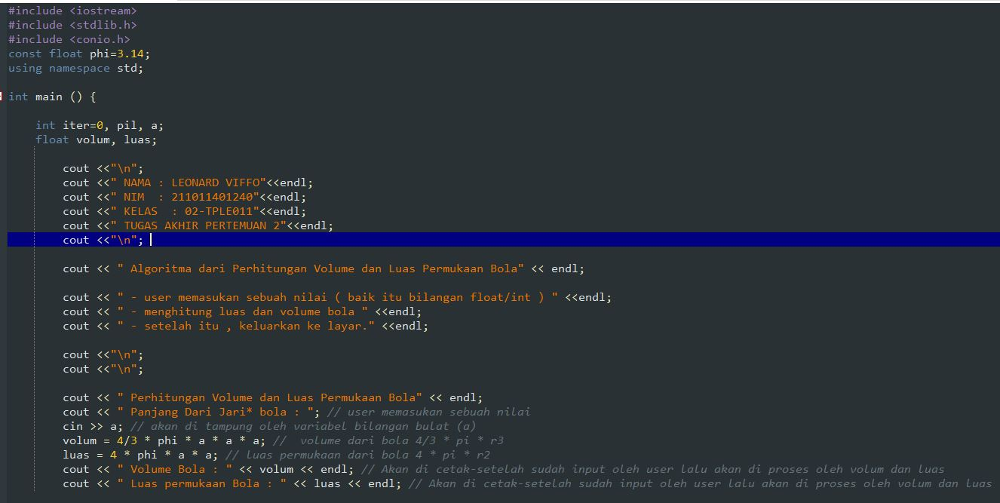 #include <iostream>
#include <stdlib.h>
#include <conio.h>
const float phi=3.14;
using namespace std;
int main () {
int iter=0, pil, a;
float volum, luas;
cout <<"\n";
cout <<" NAMA : LEONARD VIFFO"<<endl;
cout <<" NIM  : 211011401240"<<endl;
cout <<" KELAS  : 02-TPLE011"<<endl;
cout <<" TUGAS AKHIR PERTEMUAN 2"<<endl;
cout <<"\n";
cout << " Algoritma dari Perhitungan Volume dan Luas Permukaan Bola" << endl;
cout << " - user memasukan sebuah nilai ( baik itu bilangan float/int ) " <<endl;
cout << " - menghitung luas dan volume bola " <<endl;
cout << " - setelah itu , keluarkan ke layar." <<endl;
cout <<"\n";
cout <<"\n";
cout << " Perhitungan Volume dan Luas Permukaan Bola" << endl;
cout << " Panjang Dari Jari* bola : "; // user memasukan sebuah nilai
cin >> a; // akan di tampung oleh variabel bilangan bulat (a)
volum = 4/3 * phi * a * a * a; //  volume dari bola 4/3 * pi * r3
luas = 4 * phi * a * a; // luas permukaan dari bola 4 * pi * r2
cout << " Volume Bola : " << volum << endl; // Akan di cetak-setelah sudah input oleh user lalu akan di proses oleh volum dan luas
cout << " Luas permukaan Bola : " << luas << endl; // Akan di cetak-setelah sudah input oleh user lalu akan di proses oleh volum dan luas